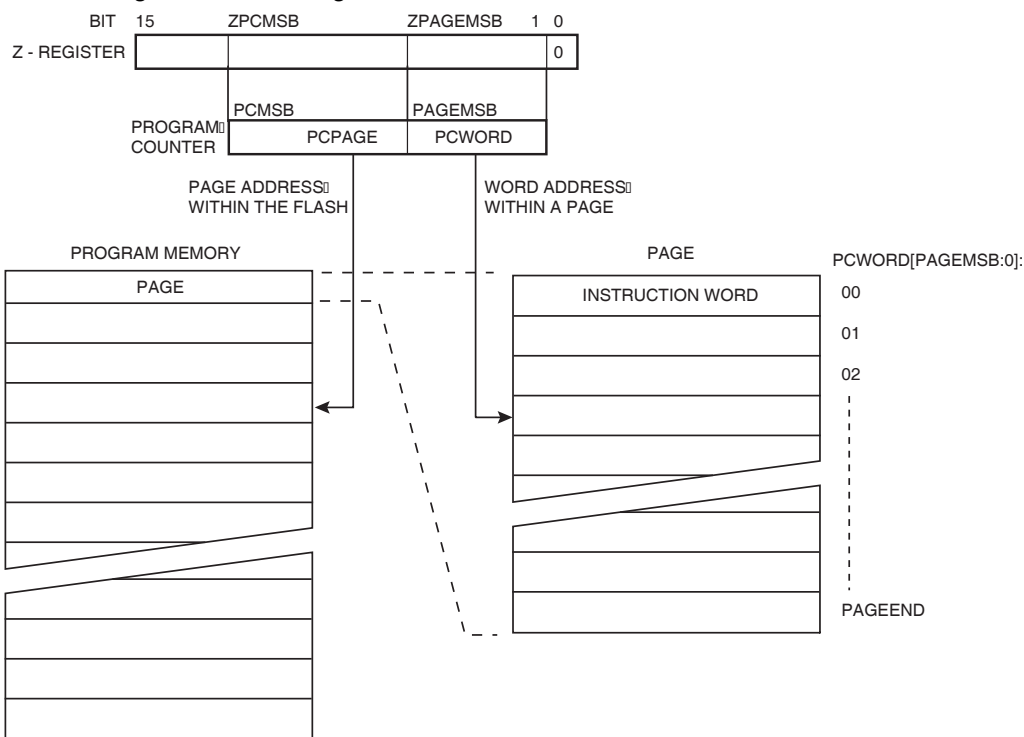 BIT 15 ZPCMSB ZPAGEMSB 1 0
Z - REGISTER 0
PCMSB PAGEMSB
PROGRAM
COUNTER
PCPAGE PCWORD
PAGE ADDRESS
WITHIN THE FLASH
WORD ADDRESS
WITHIN A PAGE
PROGRAM MEMORY
PAGE
PAGE
INSTRUCTION WORD
PCWORD[PAGEMSB:0]:
00
01
02
PAGEEND